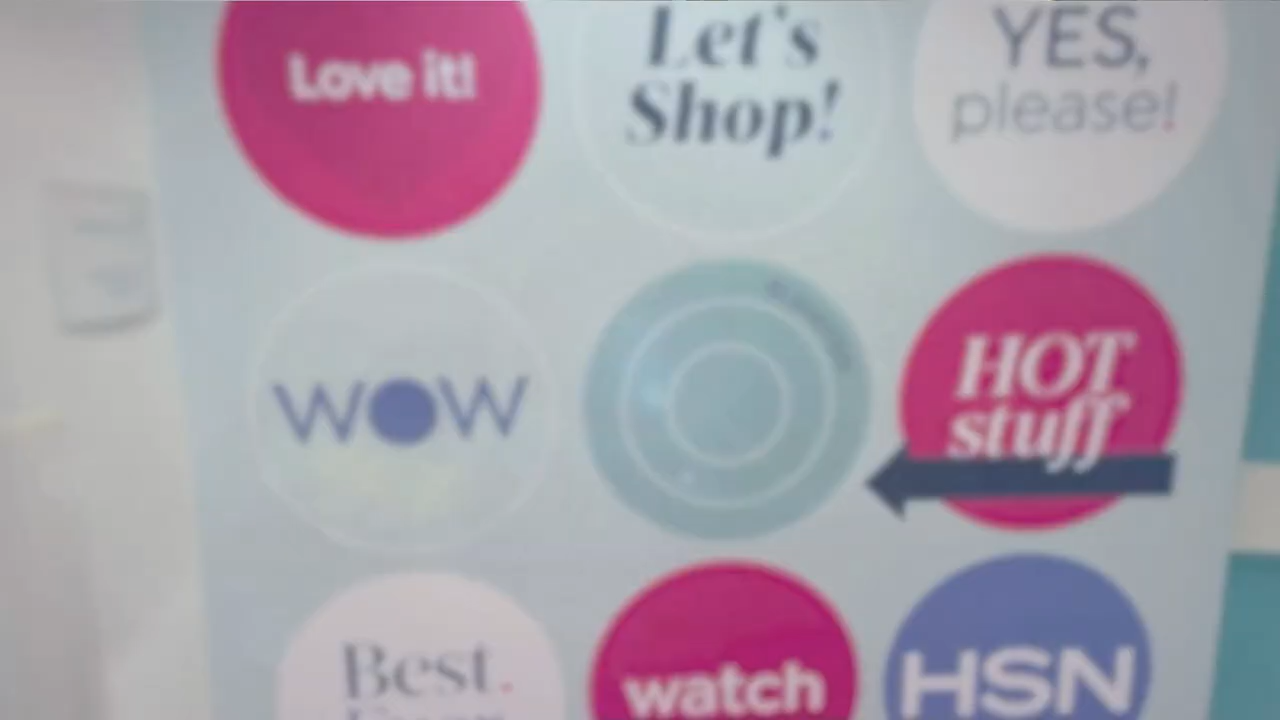 Love it!
Let's
Shop!
YES,
please!
WOW
HOT
stuff
Best.
watch
HSN